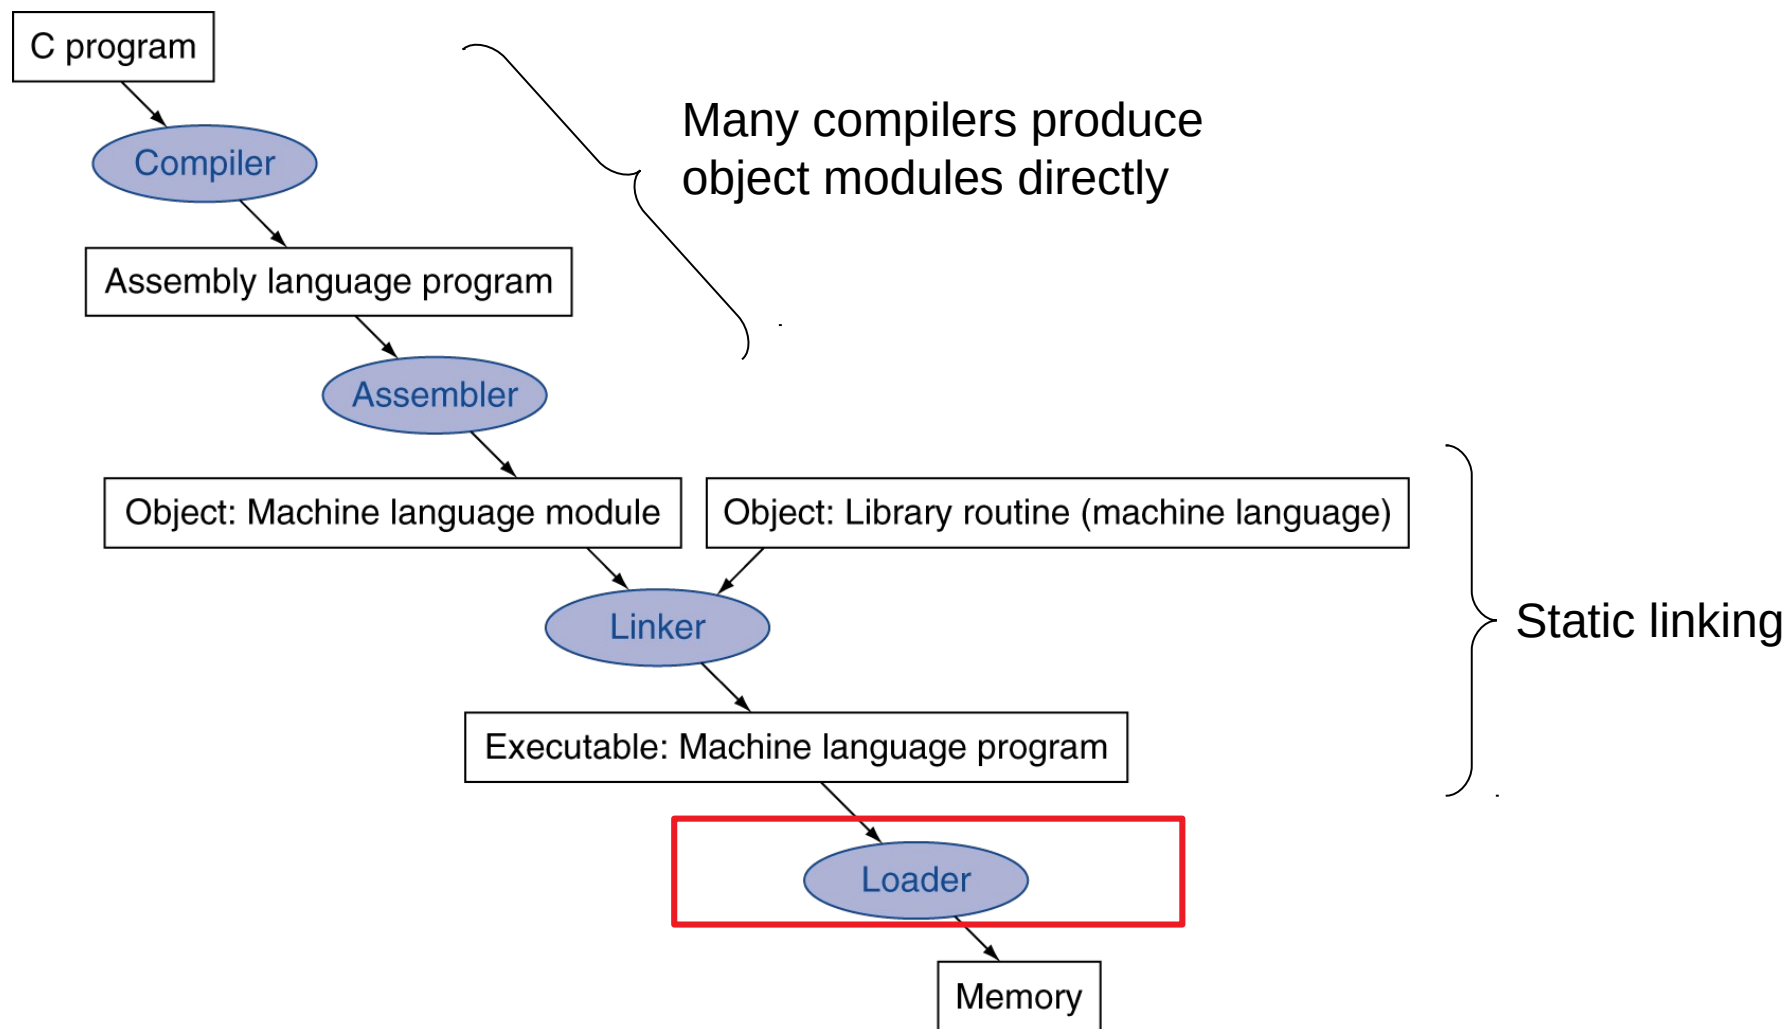 C program
Many compilers produce
object modules directly
Compiler
Assembly language program
Assembler
Object: Machine language module
Object: Library routine (machine language)
Linker
Static linking
Executable: Machine language program
Loader
Memory